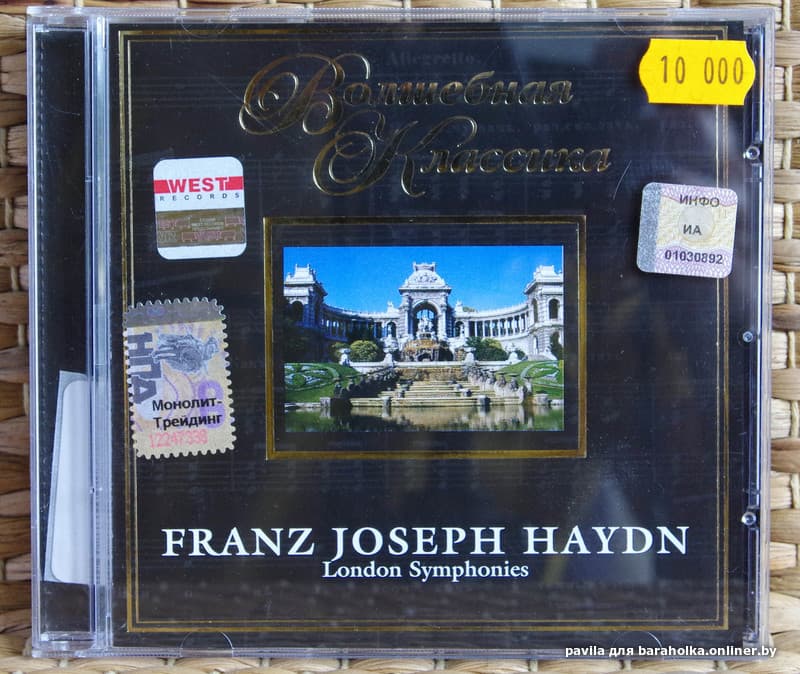 Allegretto.
Волшебная
Классика
10 000
WEST
RECORDS
ИНФО
ИА
01030892
НПА
Монолит-
Трейдинг
12247338
FRANZ JOSEPH HAYDN
London Symphonies
pavila для baraholka.onliner.by